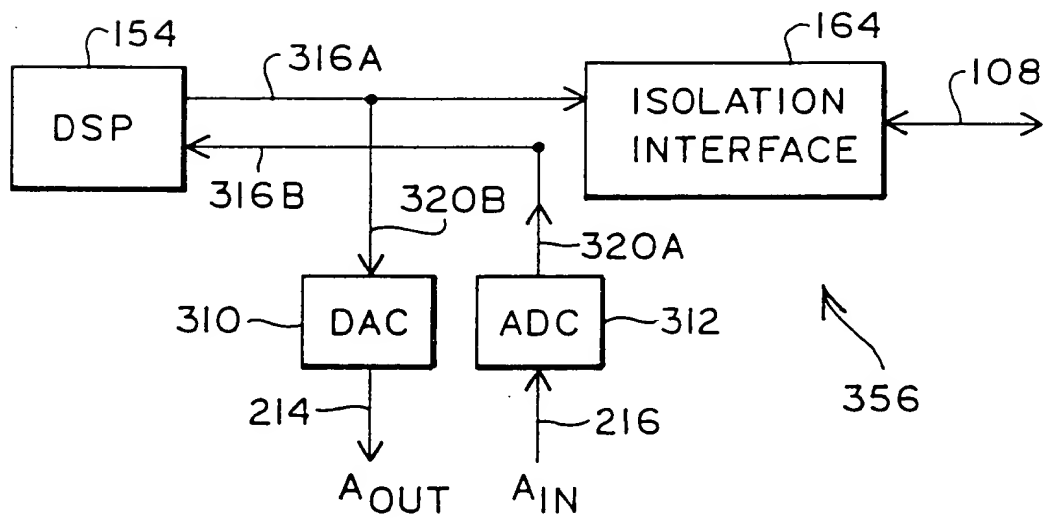 154
316A
164
108
DSP
ISOLATION
INTERFACE
316B
320B
320A
310
DAC
ADC
312
214
216
356
AOUT
AIN